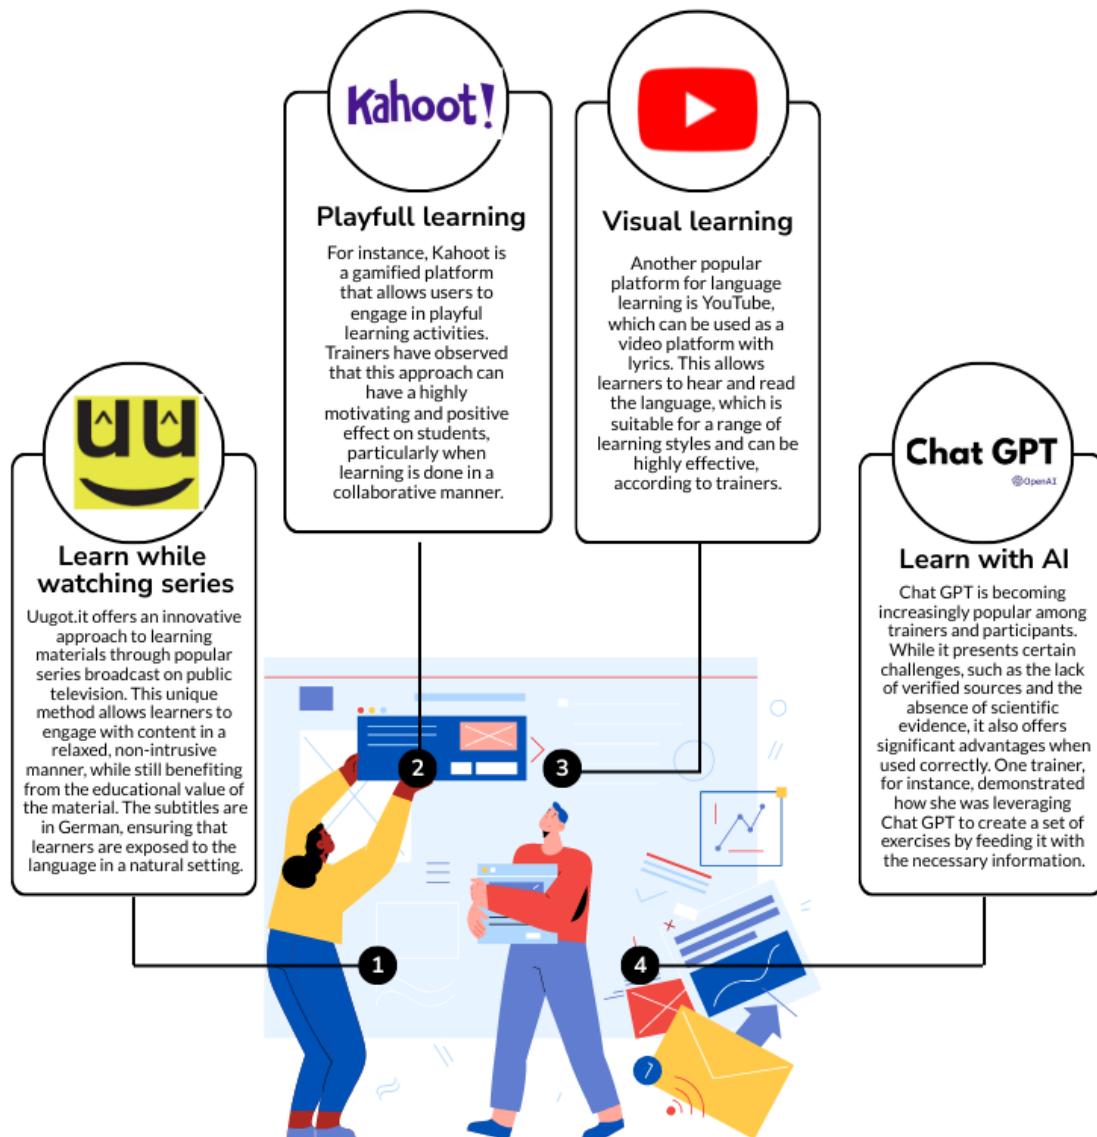 uu
Learn while
watching series
Uugot.it offers an innovative
approach to learning
materials through popular
series broadcast on public
television. This unique
method allows learners to
engage with content in a
relaxed, non-intrusive
manner, while still benefiting
from the educational value of
the material. The subtitles are
in German, ensuring that
learners are exposed to the
language in a natural setting.
1
Kahoot!
Playfull learning
For instance, Kahoot is
a gamified platform
that allows users to
engage in playful
learning activities.
Trainers have observed
that this approach can
have a highly
motivating and positive
effect on students,
particularly when
learning is done in a
collaborative manner.
2
Visual learning
Another popular
platform for language
learning is YouTube,
which can be used as a
video platform with
lyrics. This allows
learners to hear and read
the language, which is
suitable for a range of
learning styles and can be
highly effective,
according to trainers.
3
Chat GPT
OpenAI
Learn with AI
Chat GPT is becoming
increasingly popular among
trainers and participants.
While it presents certain
challenges, such as the lack
of verified sources and the
absence of scientific
evidence, it also offers
significant advantages when
used correctly. One trainer,
for instance, demonstrated
how she was leveraging
Chat GPT to create a set of
exercises by feeding it with
the necessary information.
4